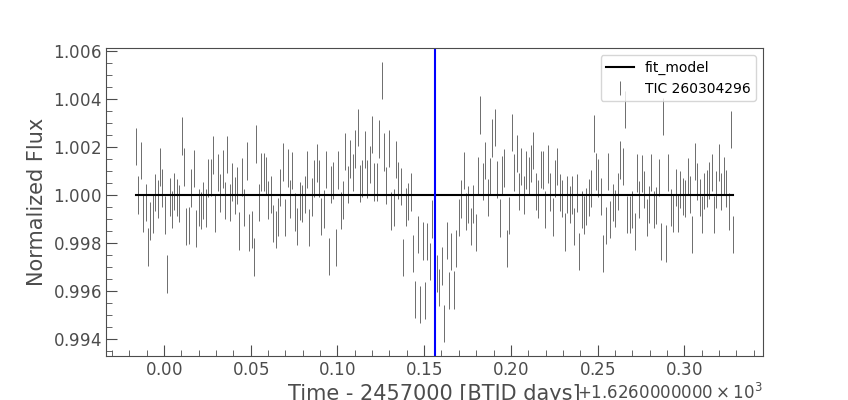 Normalized Flux
1.006
1.004
1.002
1.000
0.998
0.996
0.994
fit_model
TIC 260304296
0.00 0.05 0.10 0.15 0.20 0.25 0.30
Time - 2457000 [BTJD days]
+1.6260000000 × 10³